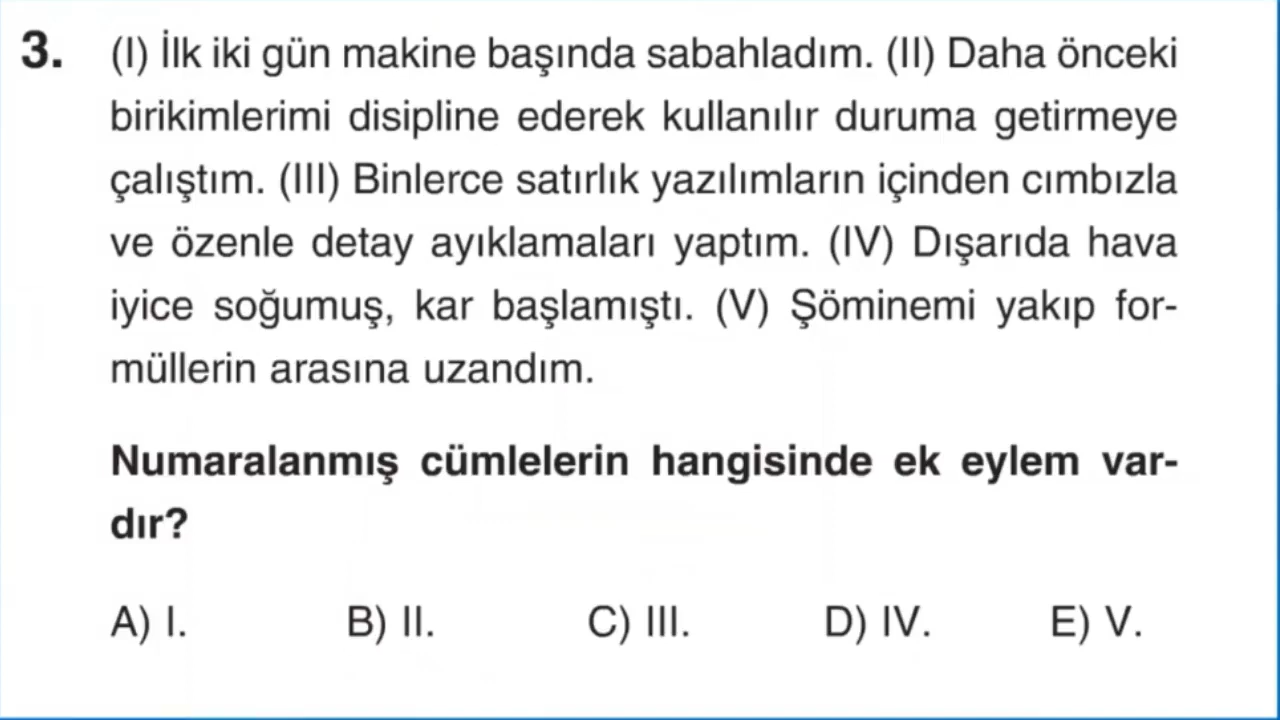 3. (I) İlk iki gün makine başında sabahladım. (II) Daha önceki
birikimlerimi disipline ederek kullanılır duruma getirmeye
çalıştım. (III) Binlerce satırlık yazılımların içinden cımbızla
ve özenle detay ayıklamaları yaptım. (IV) Dışarıda hava
iyice soğumuş, kar başlamıştı. (V) Şöminemi yakıp for-
müllerin arasına uzandım.
Numaralanmış cümlelerin hangisinde ek eylem var-
dır?
A) I. B) II. C) III. D) IV. E) V.